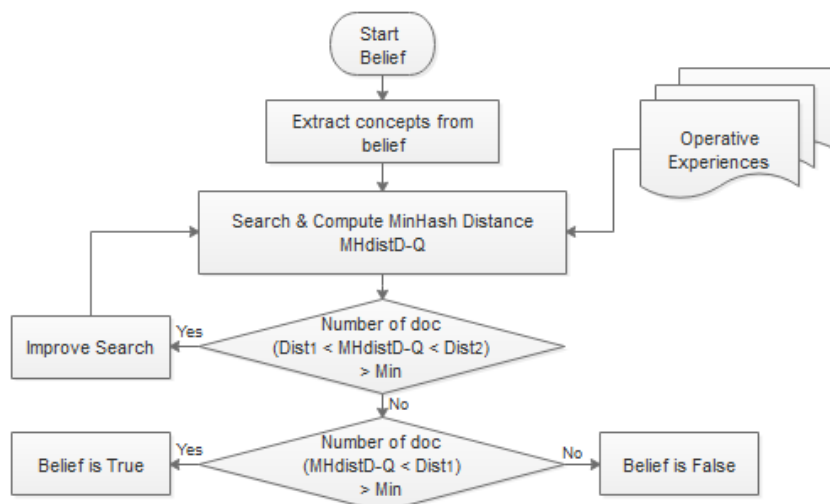 Start
Belief
Extract concepts from
belief
Operative
Experiences
Search & Compute MinHash Distance
MHdistD-Q
Number of doc
(Dist1 < MHdistD-Q < Dist2)
> Min
Yes
Improve Search
No
Number of doc
(MHdistD-Q < Dist1)
> Min
Yes
Belief is True
No
Belief is False